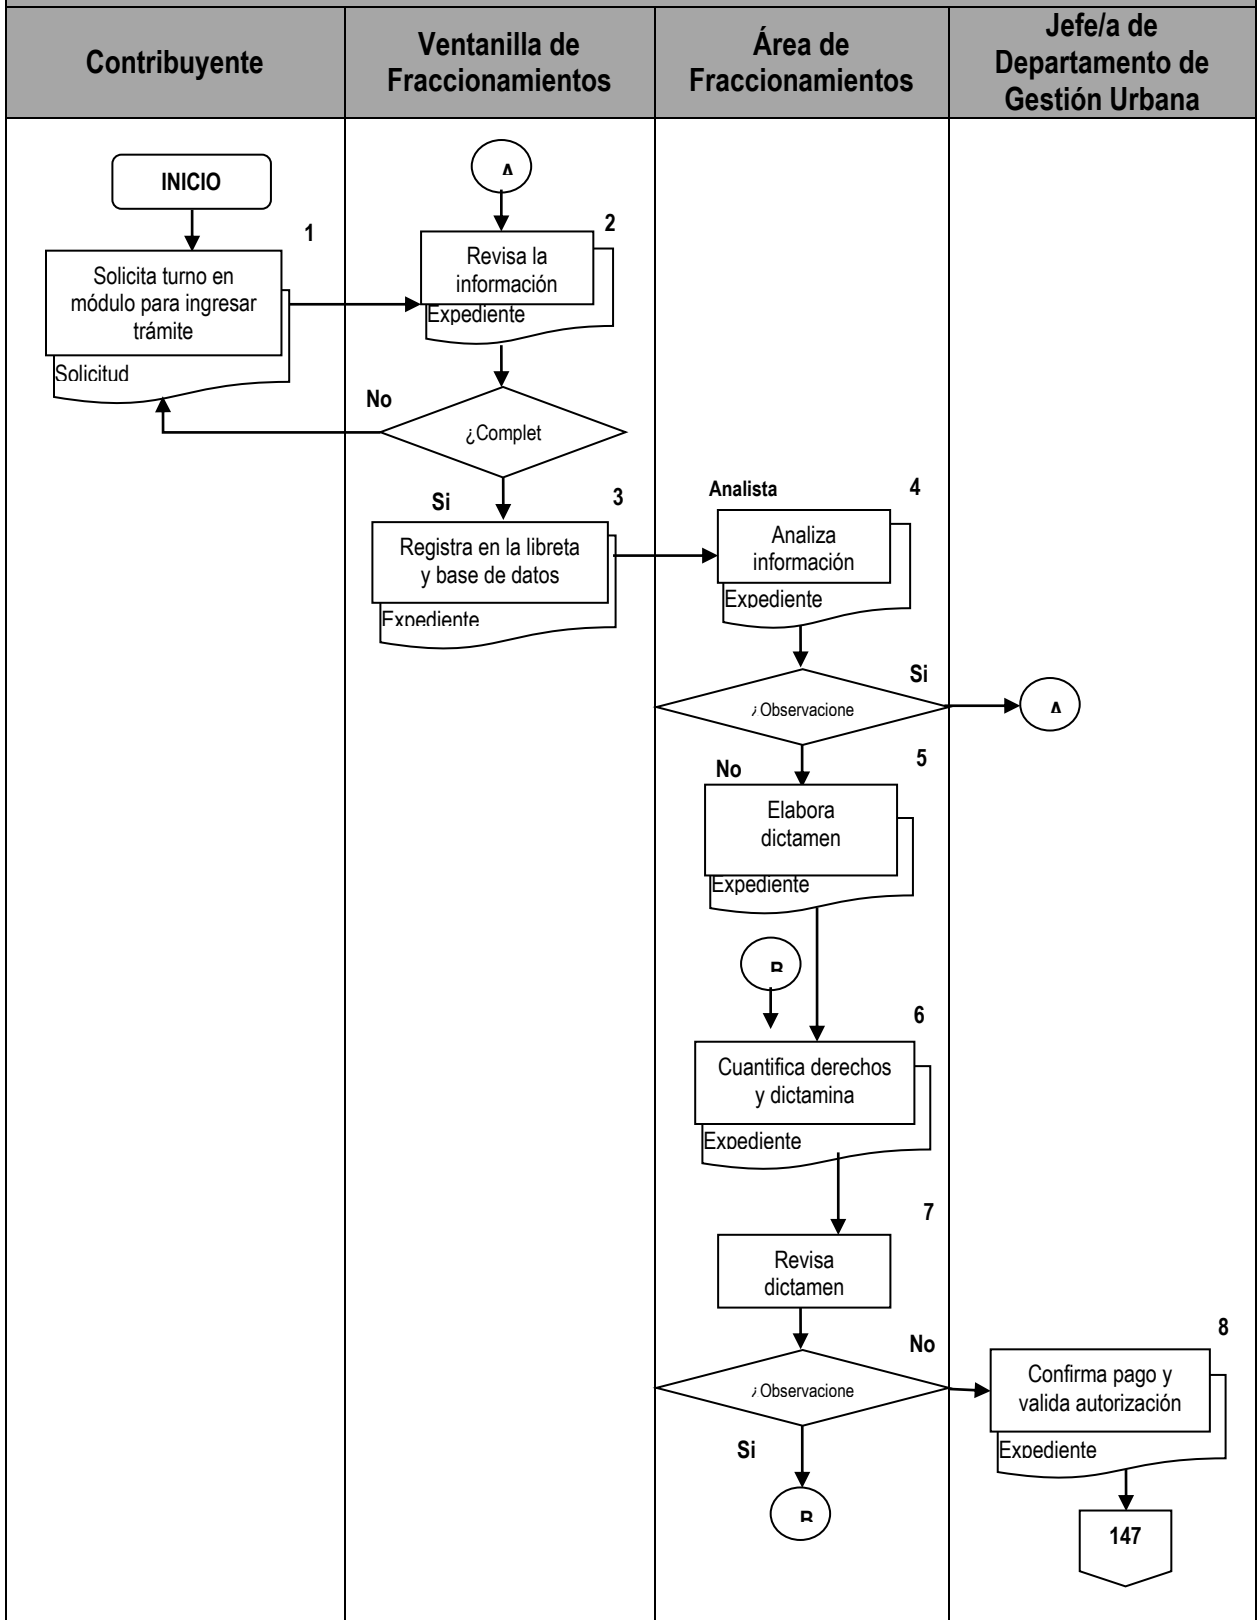 Contribuyente
Ventanilla de
Fraccionamientos
Área de
Fraccionamientos
Jefe/a de
Departamento de
Gestión Urbana
INICIO
1
Solicita turno en
módulo para ingresar
trámite
Solicitud
A
2
Revisa la
información
Expediente
No
¿Complet
Si
3
Registra en la libreta
y base de datos
Expediente
Analista
4
Analiza
información
Expediente
Si
¿Observacione
A
No
5
Elabora
dictamen
Expediente
B
6
Cuantifica derechos
y dictamina
Expediente
7
Revisa
dictamen
No
¿Observacione
Si
B
8
Confirma pago y
valida autorización
Expediente
147